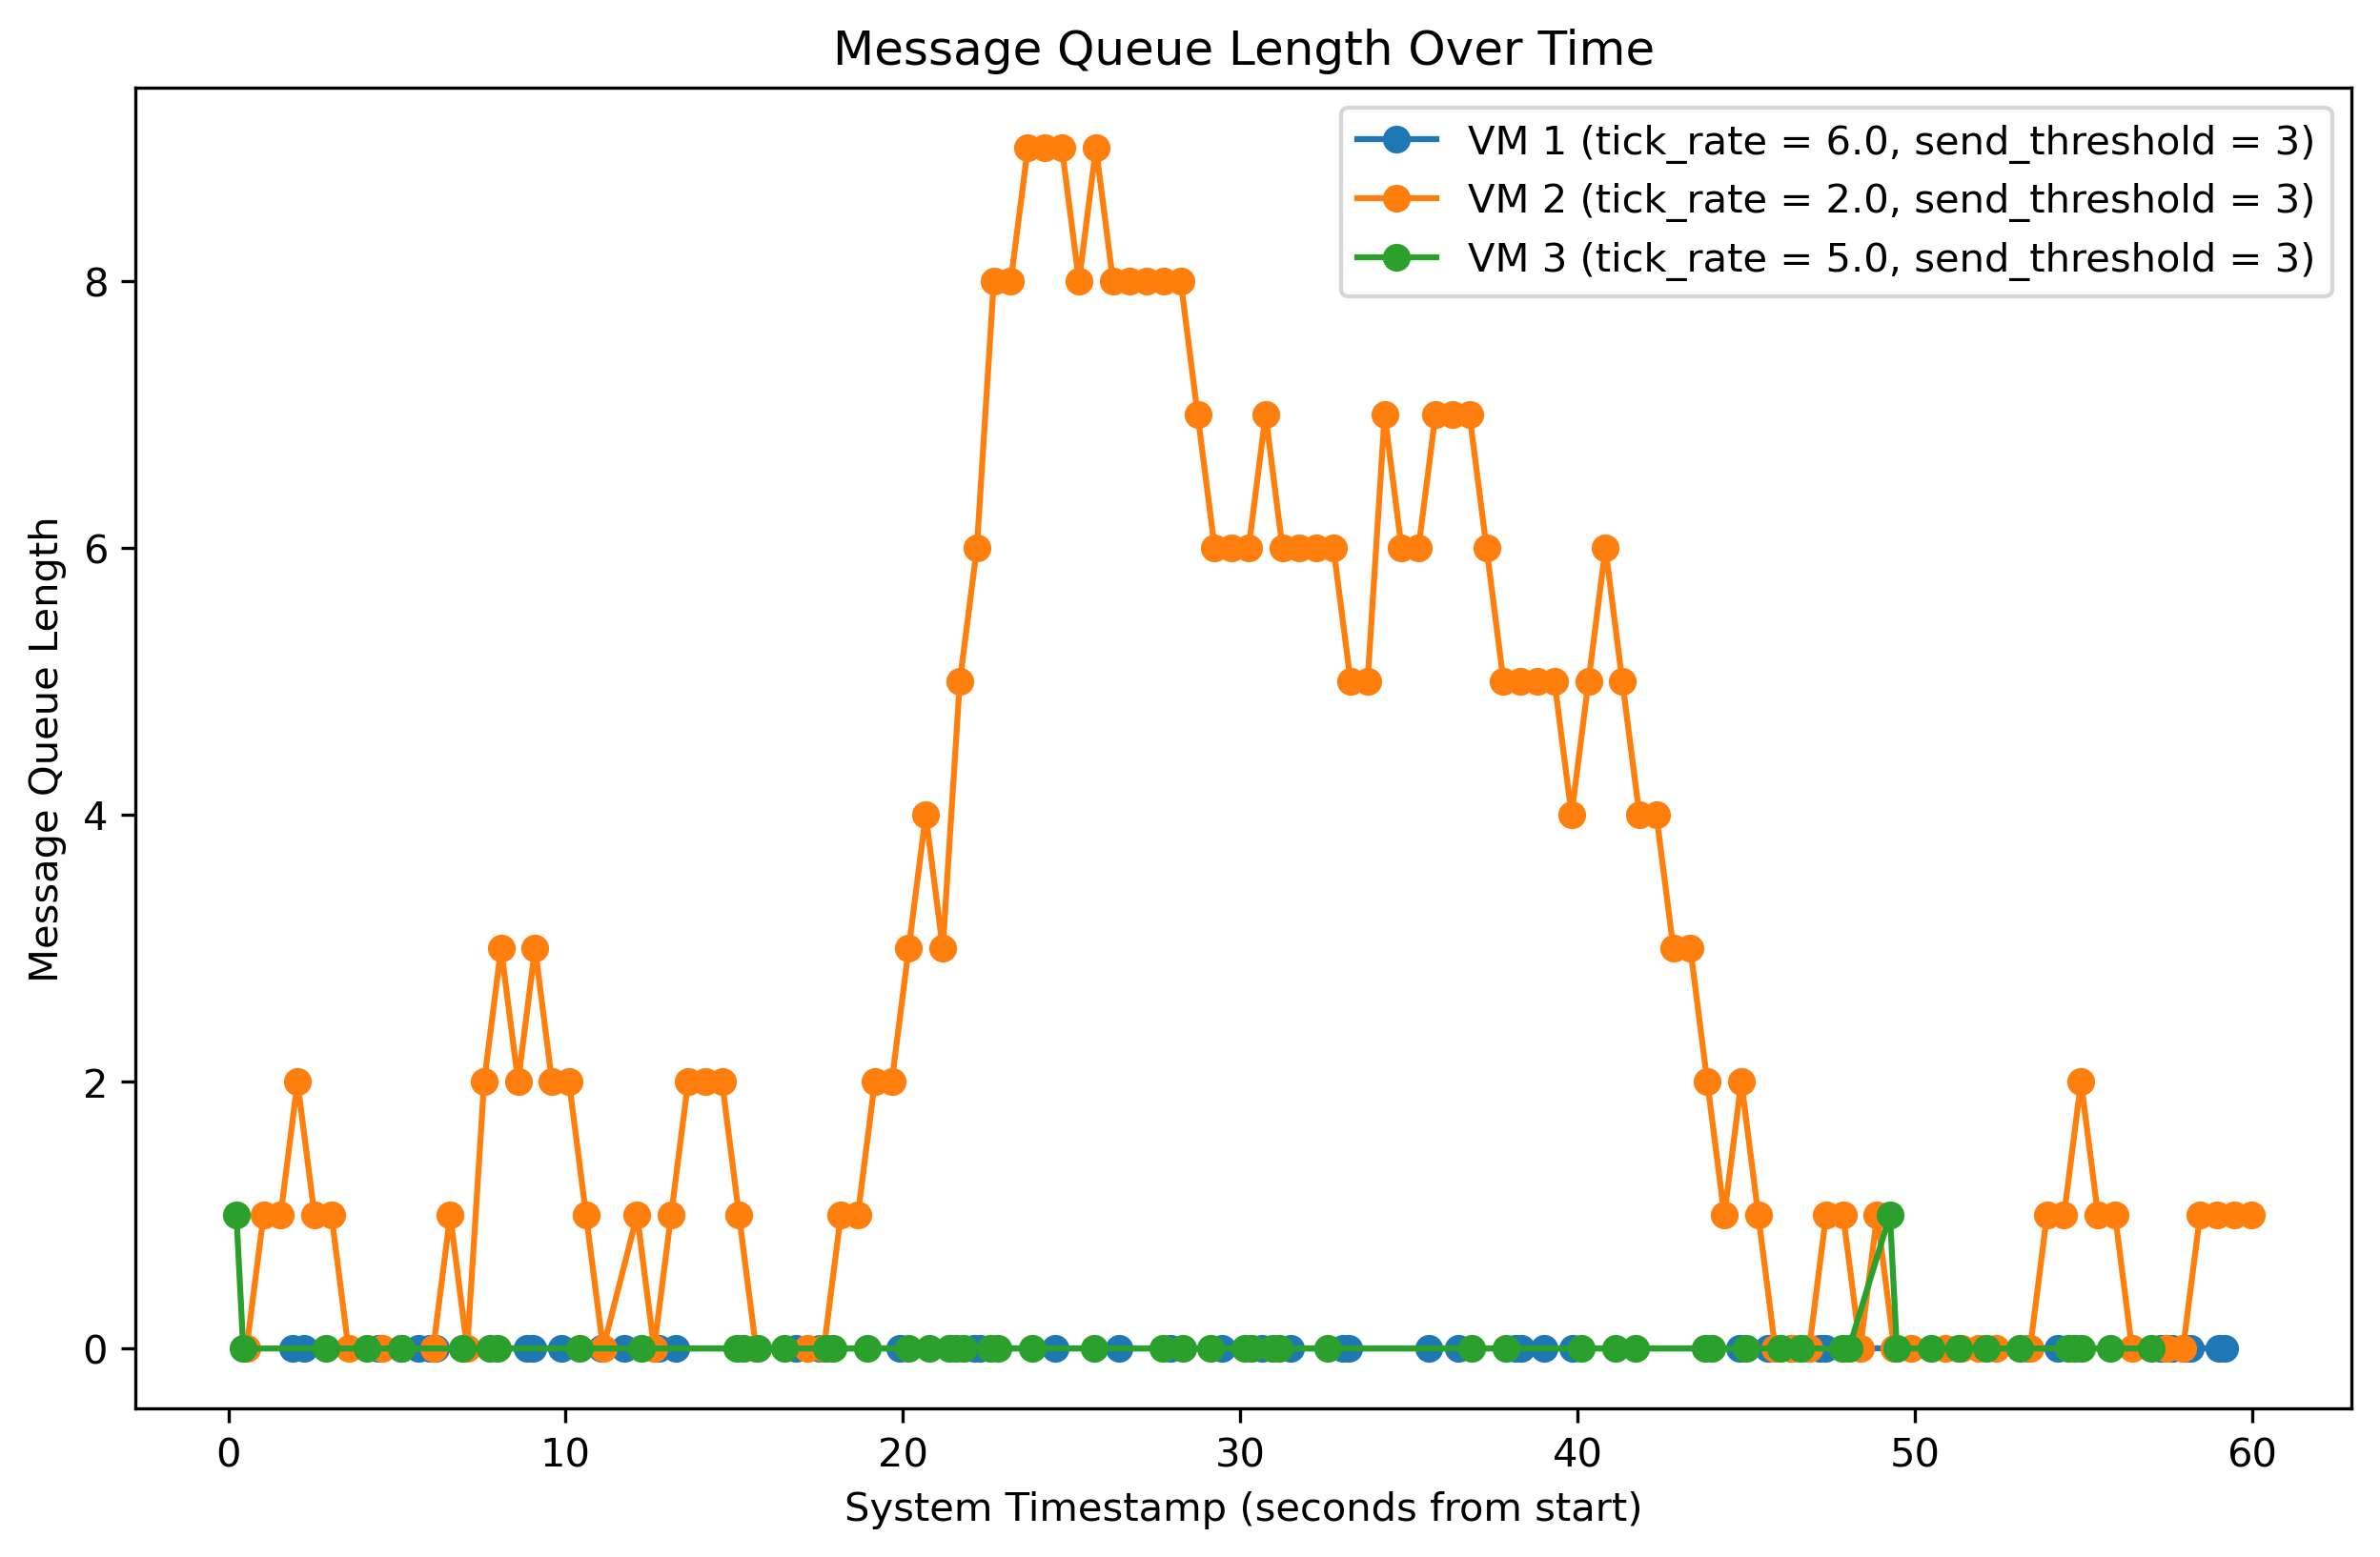 Message Queue Length Over Time
VM 1 (tick_rate = 6.0, send_threshold = 3)
VM 2 (tick_rate = 2.0, send_threshold = 3)
VM 3 (tick_rate = 5.0, send_threshold = 3)
Message Queue Length
8
6
4
2
0
0 10 20 30 40 50 60
System Timestamp (seconds from start)